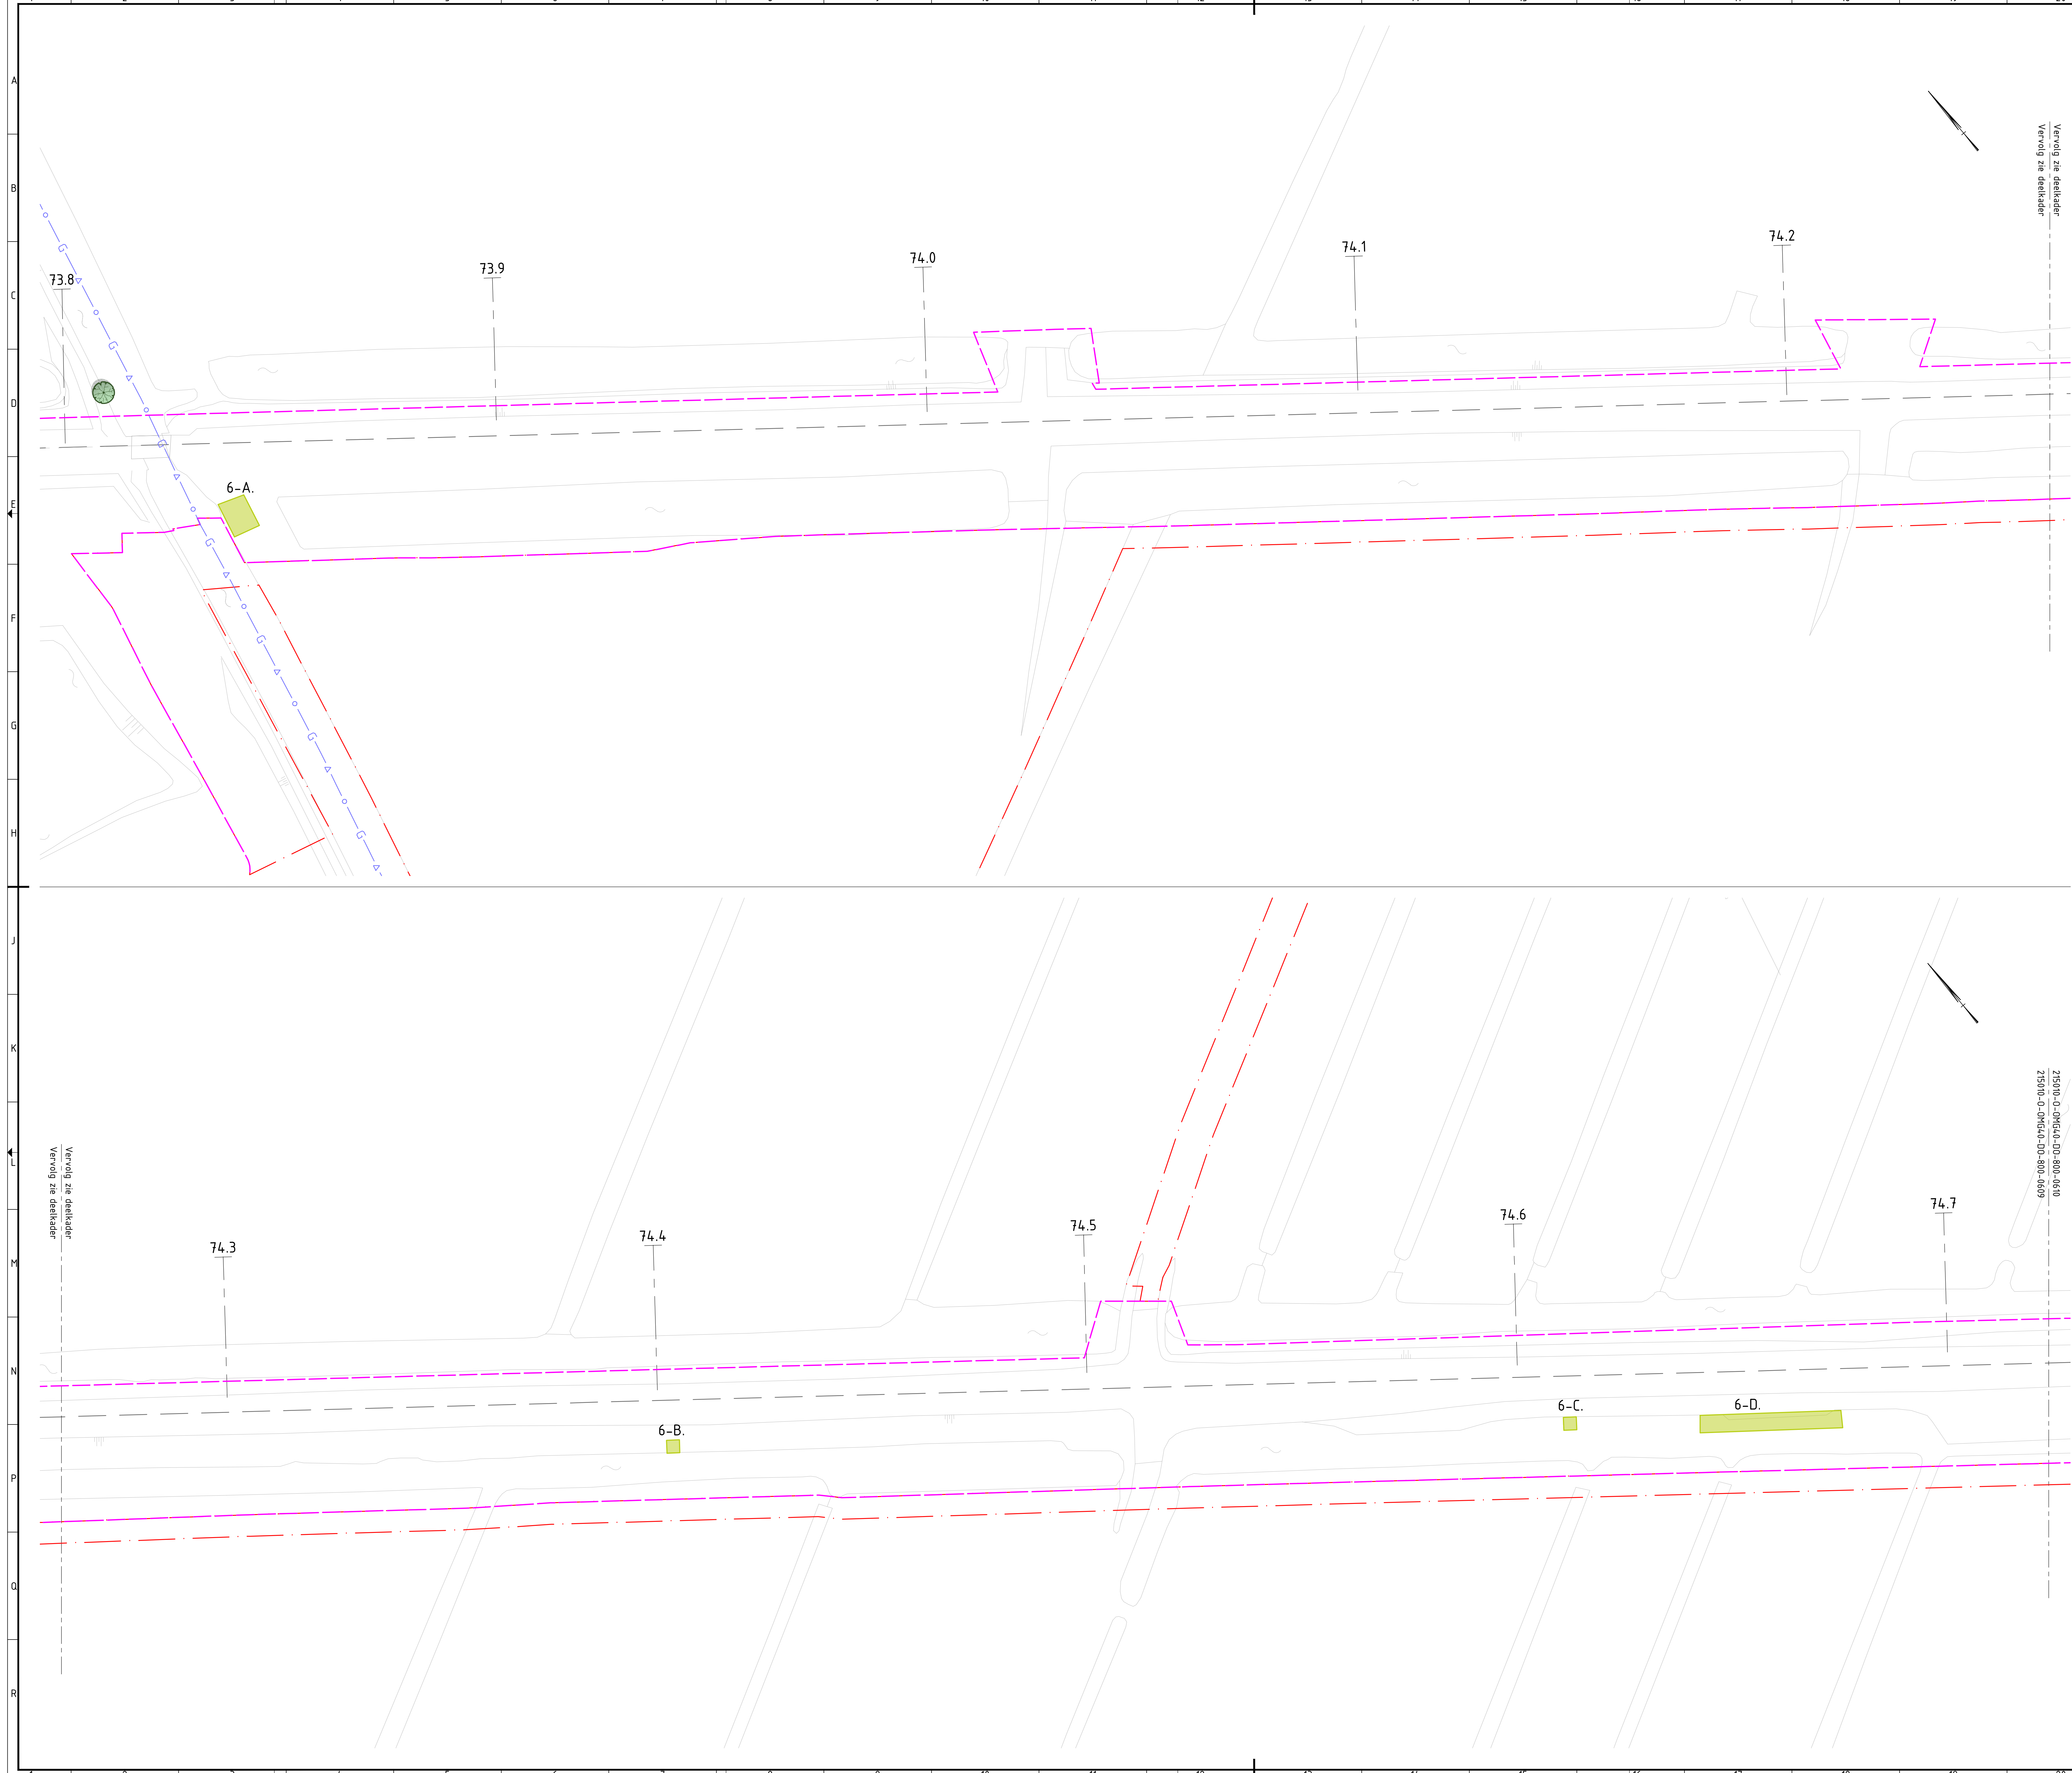 A
B
C
D
E
F
G
H
J
K
L
M
N
P
Q
R
73.8
73.9
74.0
74.1
74.2
Vervolg zie deelkader
Vervolg zie deelkader
G
G
G
G
G
G
G
6-A.
74.3
74.4
74.5
74.6
74.7
Vervolg zie deelkader
Vervolg zie deelkader
215010-O-OMG40-DO-800-0610
215010-O-OMG40-DO-800-0609
6-B.
6-C.
6-D.